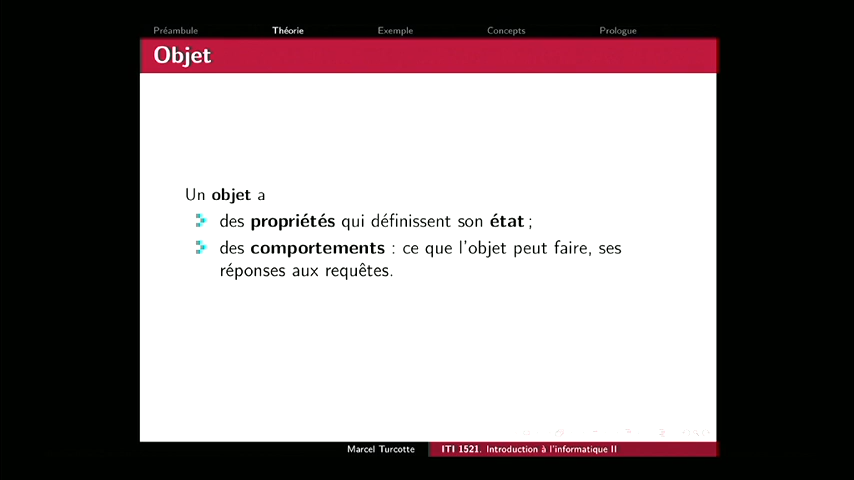 Préambule Théorie Exemple Concepts Prologue
Objet
Un objet a
des propriétés qui définissent son état ;
des comportements : ce que l'objet peut faire, ses
réponses aux requêtes.
Marcel Turcotte ITI 1521. Introduction à l'informatique II